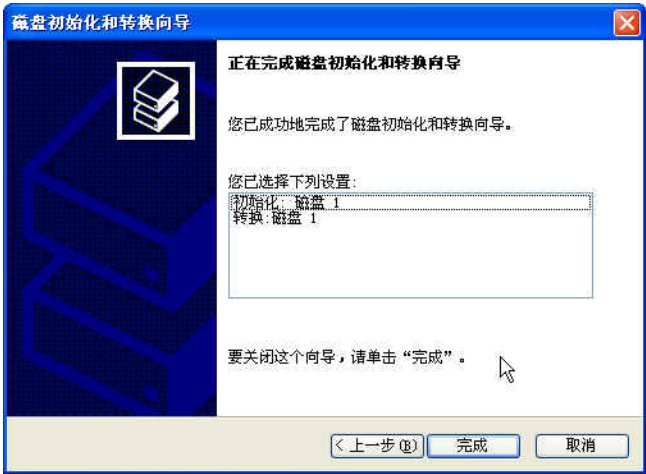 磁盘初始化和转换向导
正在完成磁盘初始化和转换向导
您已成功地完成了磁盘初始化和转换向导。
您已选择下列设置:
初始化: 磁盘 1
转换:磁盘 1
要关闭这个向导，请单击“完成”。
< 上一步(B)
完成
取消